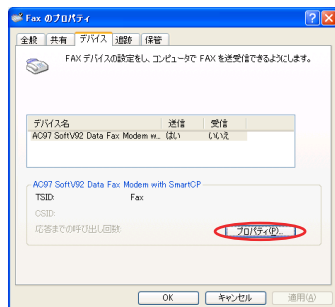 Fax のプロパティ
全般 共有 デバイス 追跡 保管
FAX デバイスの設定をし、コンピュータで FAX を送受信できるようにします。
デバイス名 送信 受信
AC97 SoftV92 Data Fax Modem w... はい いいえ
AC97 SoftV92 Data Fax Modem with SmartCP
TSID: Fax
CSID:
応答までの呼び出し回数:
プロパティ(P)...
OK キャンセル 適用(A)